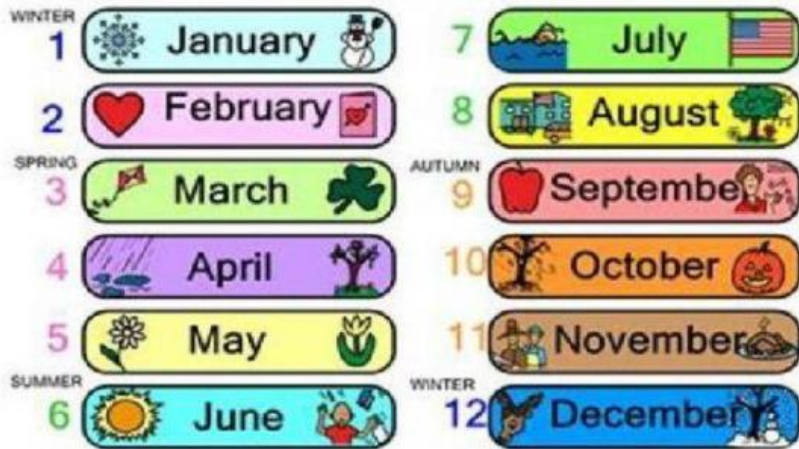 WINTER
1 January
2 February
SPRING
3 March
4 April
5 May
SUMMER
6 June
7 July
8 August
AUTUMN
9 Septembe
10 October
11 November
WINTER
12 December